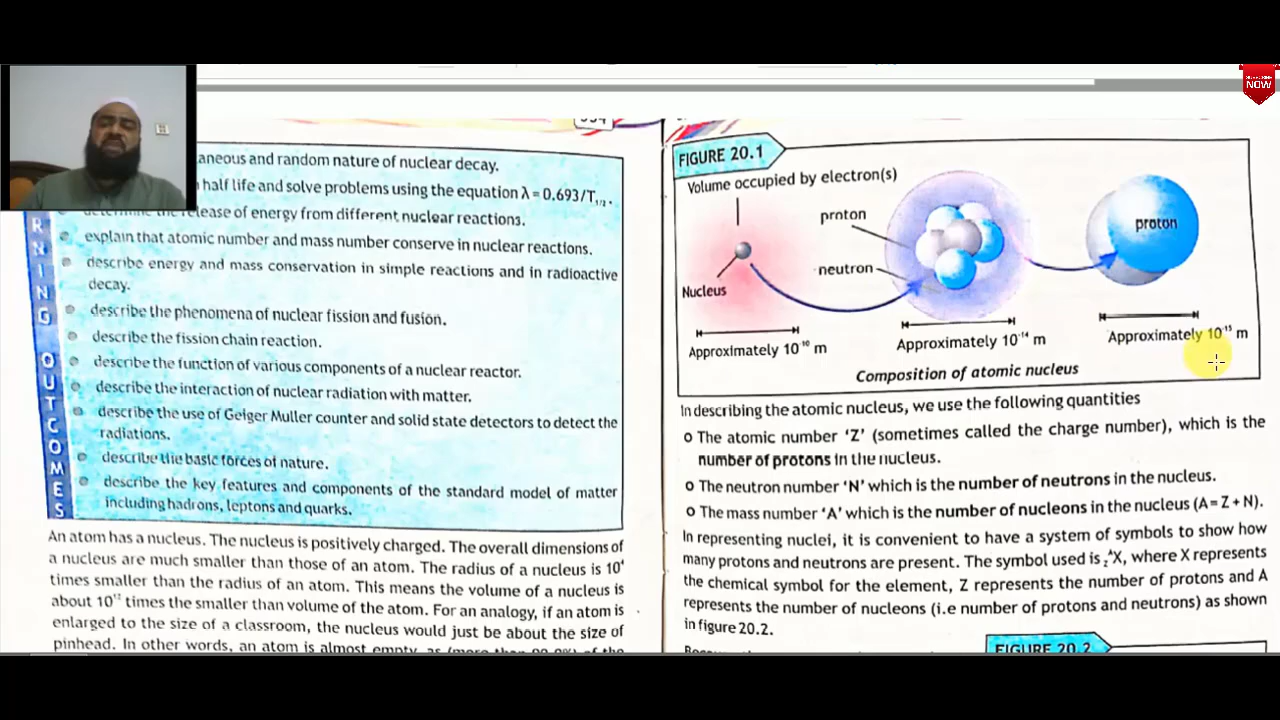 NOW
aneous and random nature of nuclear decay.
half life and solve problems using the equation λ = 0.693/T₁/₂.
determine the release of energy from different nuclear reactions.
explain that atomic number and mass number conserve in nuclear reactions.
describe energy and mass conservation in simple reactions and in radioactive
decay.
describe the phenomena of nuclear fission and fusion.
describe the fission chain reaction.
describe the function of various components of a nuclear reactor.
describe the interaction of nuclear radiation with matter.
describe the use of Geiger Muller counter and solid state detectors to detect the
radiations.
describe the basic forces of nature.
describe the key features and components of the standard model of matter
including hadrons, leptons and quarks.
RNING OUTCOMES
An atom has a nucleus. The nucleus is positively charged. The overall dimensions of
a nucleus are much smaller than those of an atom. The radius of a nucleus is 10⁴
times smaller than the radius of an atom. This means the volume of a nucleus is
about 10¹² times the smaller than volume of the atom. For an analogy, if an atom is
enlarged to the size of a classroom, the nucleus would just be about the size of
pinhead. In other words, an atom is almost empty, as (more than
FIGURE 20.1
Volume occupied by electron(s)
proton
neutron
Nucleus
proton
Approximately 10⁻¹⁰ m
Approximately 10⁻¹⁴ m
Approximately 10⁻¹⁵ m
Composition of atomic nucleus
In describing the atomic nucleus, we use the following quantities
o The atomic number 'Z' (sometimes called the charge number), which is the
number of protons in the nucleus.
o The neutron number 'N' which is the number of neutrons in the nucleus.
o The mass number 'A' which is the number of nucleons in the nucleus (A = Z + N).
In representing nuclei, it is convenient to have a system of symbols to show how
many protons and neutrons are present. The symbol used is zᴬX, where X represents
the chemical symbol for the element, Z represents the number of protons and A
represents the number of nucleons (i.e number of protons and neutrons) as shown
in figure 20.2.
FIGURE 20.2